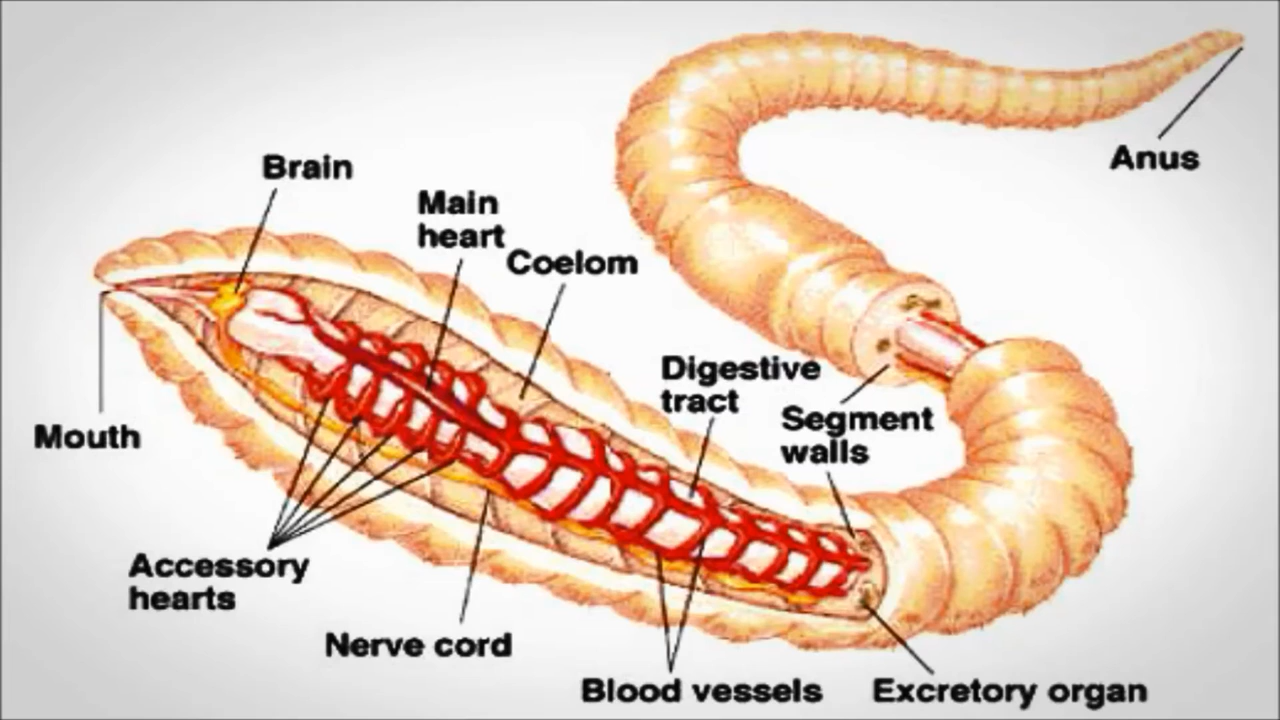 Anus
Brain
Main
heart
Coelom
Digestive
tract
Segment
walls
Mouth
Accessory
hearts
Nerve cord
Blood vessels
Excretory organ